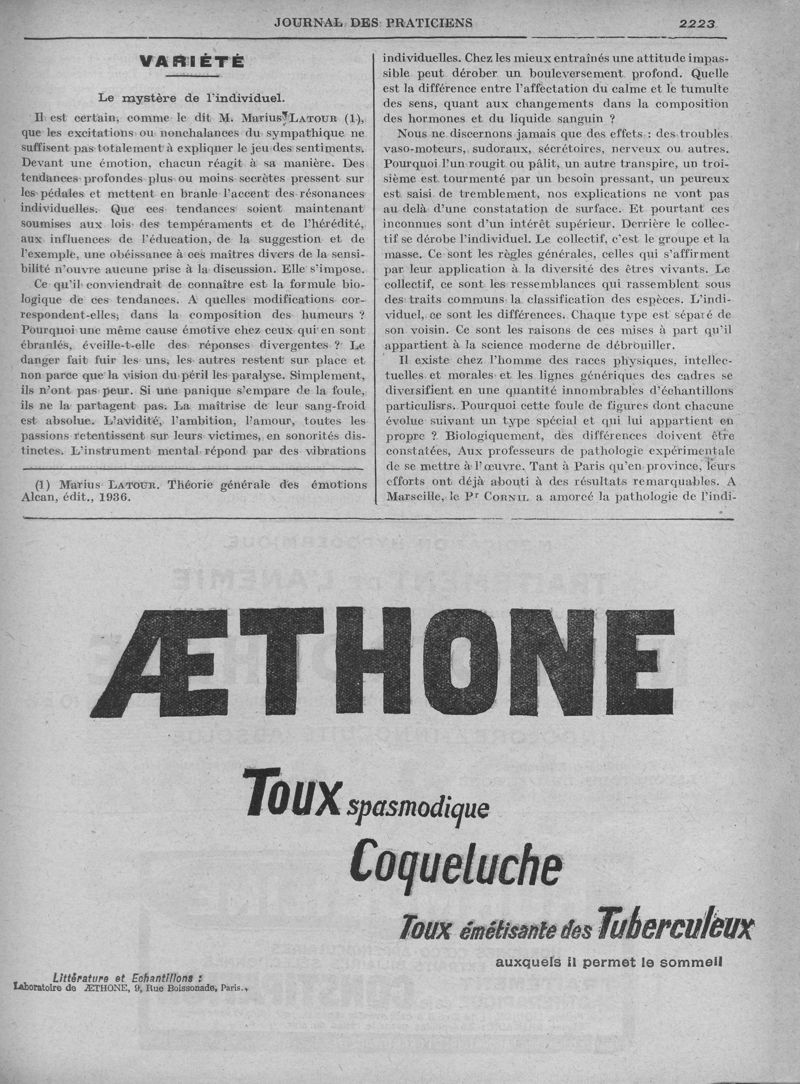 JOURNAL DES PRATICIENS 2223
VARIÉTÉ
Le mystère de l'individuel.
Il est certain, comme le dit M. Marius LATOUR (1),
que les excitations ou nonchalances du sympathique ne
suffisent pas totalement à expliquer le jeu des sentiments.
Devant une émotion, chacun réagit à sa manière. Des
tendances profondes plus ou moins secrètes pressent sur
les pédales et mettent en branle l'accent des résonances
individuelles. Que ces tendances soient maintenant
soumises aux lois des tempéraments et de l'hérédité,
aux influences de l'éducation, de la suggestion et de
l'exemple, une obéissance à ces maîtres divers de la sensi-
bilité n'ouvre aucune prise à la discussion. Elle s'impose.
Ce qu'il conviendrait de connaître est la formule bio-
logique de ces tendances. A quelles modifications cor-
respondent-elles, dans la composition des humeurs ?
Pourquoi une même cause émotive chez ceux qui en sont
ébranlés, éveille-t-elle des réponses divergentes ? Le
danger fait fuir les uns, les autres restent sur place et
non parce que la vision du péril les paralyse. Simplement,
ils n'ont pas peur. Si une panique s'empare de la foule,
ils ne la partagent pas. La maîtrise de leur sang-froid
est absolue. L'avidité, l'ambition, l'amour, toutes les
passions retentissent sur leurs victimes, en sonorités dis-
tinctes. L'instrument mental répond par des vibrations
(1) Marius LATOUR. Théorie générale des émotions
Alcan, édit., 1936.
individuelles. Chez les mieux entraînés une attitude impas-
sible peut dérober un bouleversement profond. Quelle
est la différence entre l'affectation du calme et le tumulte
des sens, quant aux changements dans la composition
des hormones et du liquide sanguin ?
Nous ne discernons jamais que des effets : des troubles
vaso-moteurs, sudoraux, sécrétoires, nerveux ou autres.
Pourquoi l'un rougit ou pâlit, un autre transpire, un troi-
sième est tourmenté par un besoin pressant, un peureux
est saisi de tremblement, nos explications ne vont pas
au delà d'une constatation de surface. Et pourtant ces
inconnues sont d'un intérêt supérieur. Derrière le collec-
tif se dérobe l'individuel. Le collectif, c'est le groupe et la
masse. Ce sont les règles générales, celles qui s'affirment
par leur application à la diversité des êtres vivants. Le
collectif, ce sont les ressemblances qui rassemblent sous
des traits communs la classification des espèces. L'indi-
viduel, ce sont les différences. Chaque type est séparé de
son voisin. Ce sont les raisons de ces mises à part qu'il
appartient à la science moderne de débrouiller.
Il existe chez l'homme des races physiques, intellec-
tuelles et morales et les lignes génériques des cadres se
diversifient en une quantité innombrables d'échantillons
particulisrs. Pourquoi cette foule de figures dont chacune
évolue suivant un type spécial et qui lui appartient en
propre ? Biologiquement, des différences doivent être
constatées, Aux professeurs de pathologie expérimentale
de se mettre à l'œuvre. Tant à Paris qu'en province, leurs
efforts ont déjà abouti à des résultats remarquables. A
Marseille, le Pr CORNIL a amorcé la pathologie de l'indi-
ÆTHONE
Toux spasmodique
Coqueluche
Toux émétisante des Tuberculeux
auxquels il permet le sommeil
Littérature et Echantillons :
Laboratoire de ÆTHONE, 9, Rue Boissonade, Paris.